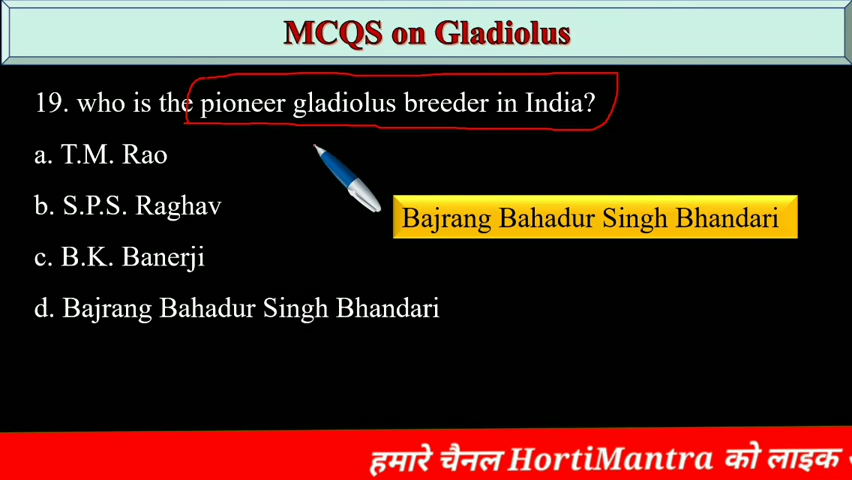 MCQS on Gladiolus
19. who is the pioneer gladiolus breeder in India?
a. T.M. Rao
b. S.P.S. Raghav
Bajrang Bahadur Singh Bhandari
c. B.K. Banerji
d. Bajrang Bahadur Singh Bhandari
हमारे चैनल HortiMantra को लाइक